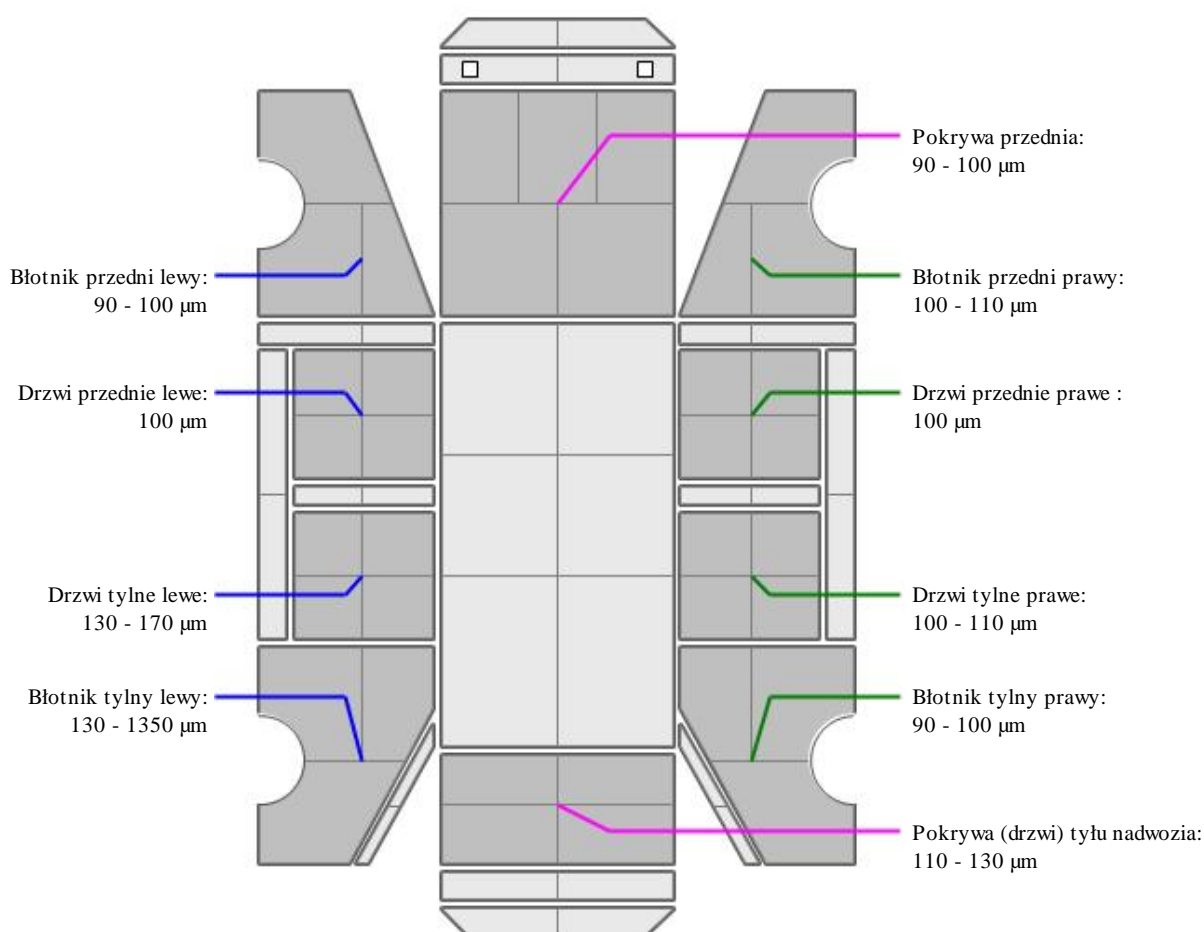 Pokrywa przednia:
90 - 100 µm
Błotnik przedni lewy:
90 - 100 µm
Błotnik przedni prawy:
100 - 110 µm
Drzwi przednie lewe:
100 µm
Drzwi przednie prawe :
100 µm
Drzwi tylne lewe:
130 - 170 µm
Drzwi tylne prawe:
100 - 110 µm
Błotnik tylny lewy:
130 - 1350 µm
Błotnik tylny prawy:
90 - 100 µm
Pokrywa (drzwi) tyłu nadwozia:
110 - 130 µm